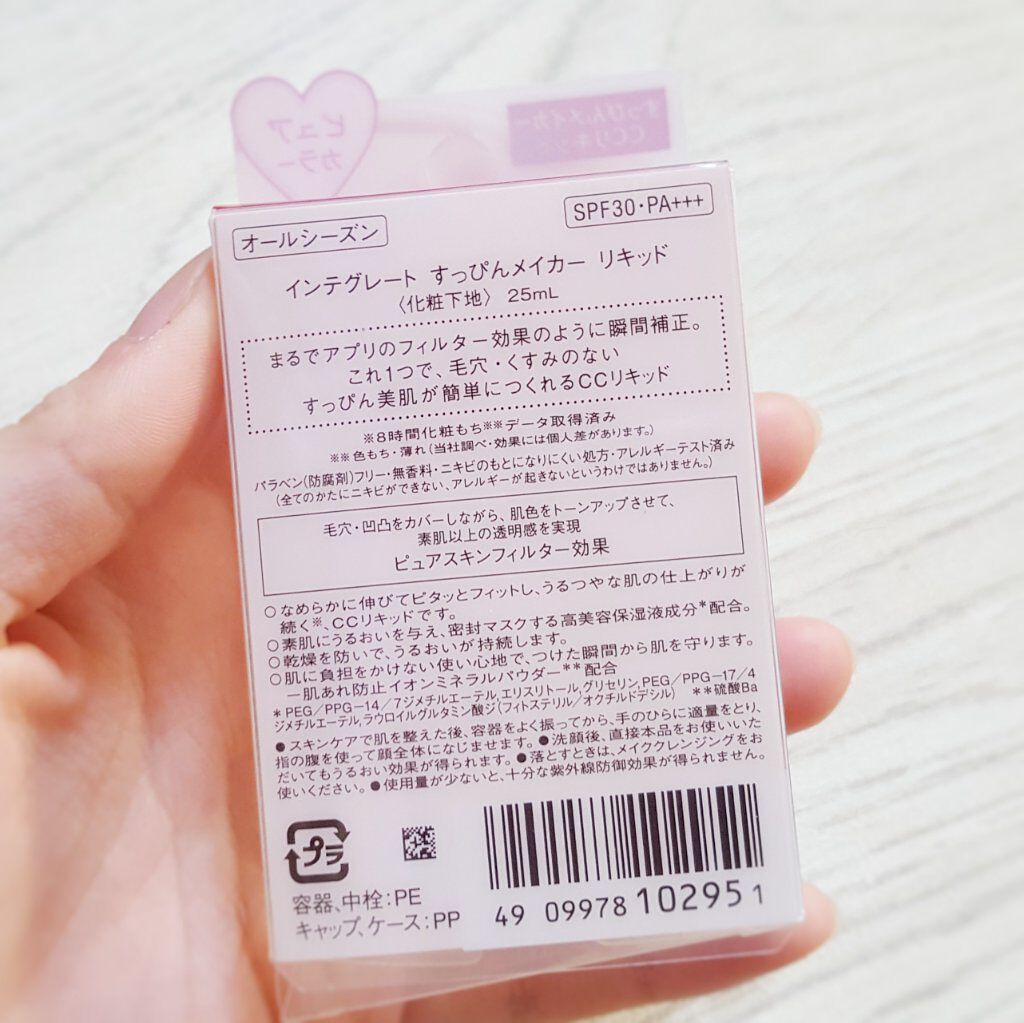 ピュア
カラー
すっぴんメイカー
CCリキッド
オールシーズン
SPF30・PA+++
インテグレート すっぴんメイカー リキッド
〈化粧下地〉 25mL
まるでアプリのフィルター効果のように瞬間補正。
これ1つで、毛穴・くすみのない
すっぴん美肌が簡単につくれるCCリキッド
※8時間化粧もち※※データ取得済み
※※色もち・薄れ(当社調べ・効果には個人差があります。)
パラベン(防腐剤)フリー・無香料・ニキビのもとになりにくい処方・アレルギーテスト済み
(全てのかたにニキビができない、アレルギーが起きないというわけではありません。)
毛穴・凹凸をカバーしながら、肌色をトーンアップさせて、
素肌以上の透明感を実現
ピュアスキンフィルター効果
○なめらかに伸びてピタッとフィットし、うるつやな肌の仕上がりが
続く※、CCリキッドです。
○素肌にうるおいを与え、密封マスクする高美容保湿液成分*配合。
○乾燥を防いで、うるおいが持続します。
○肌に負担をかけない使い心地で、つけた瞬間から肌を守ります。
―肌あれ防止イオンミネラルパウダー**配合
*PEG/PPG-14/7ジメチルエーテル、エリスリトール、グリセリン、PEG/PPG-17/4
ジメチルエーテル、ラウロイルグルタミン酸ジ(フィトステリル/オクチルドデシル) **硫酸Ba
●スキンケアで肌を整えた後、容器をよく振ってから、手のひらに適量をとり、
指の腹を使って顔全体になじませます。●洗顔後、直接本品をお使いいた
だいてもうるおい効果が得られます。●落とすときは、メイククレンジングをお
使いください。●使用量が少ないと、十分な紫外線防御効果が得られません。
プラ
容器、中栓:PE
キャップ、ケース:PP
49 09978 102951